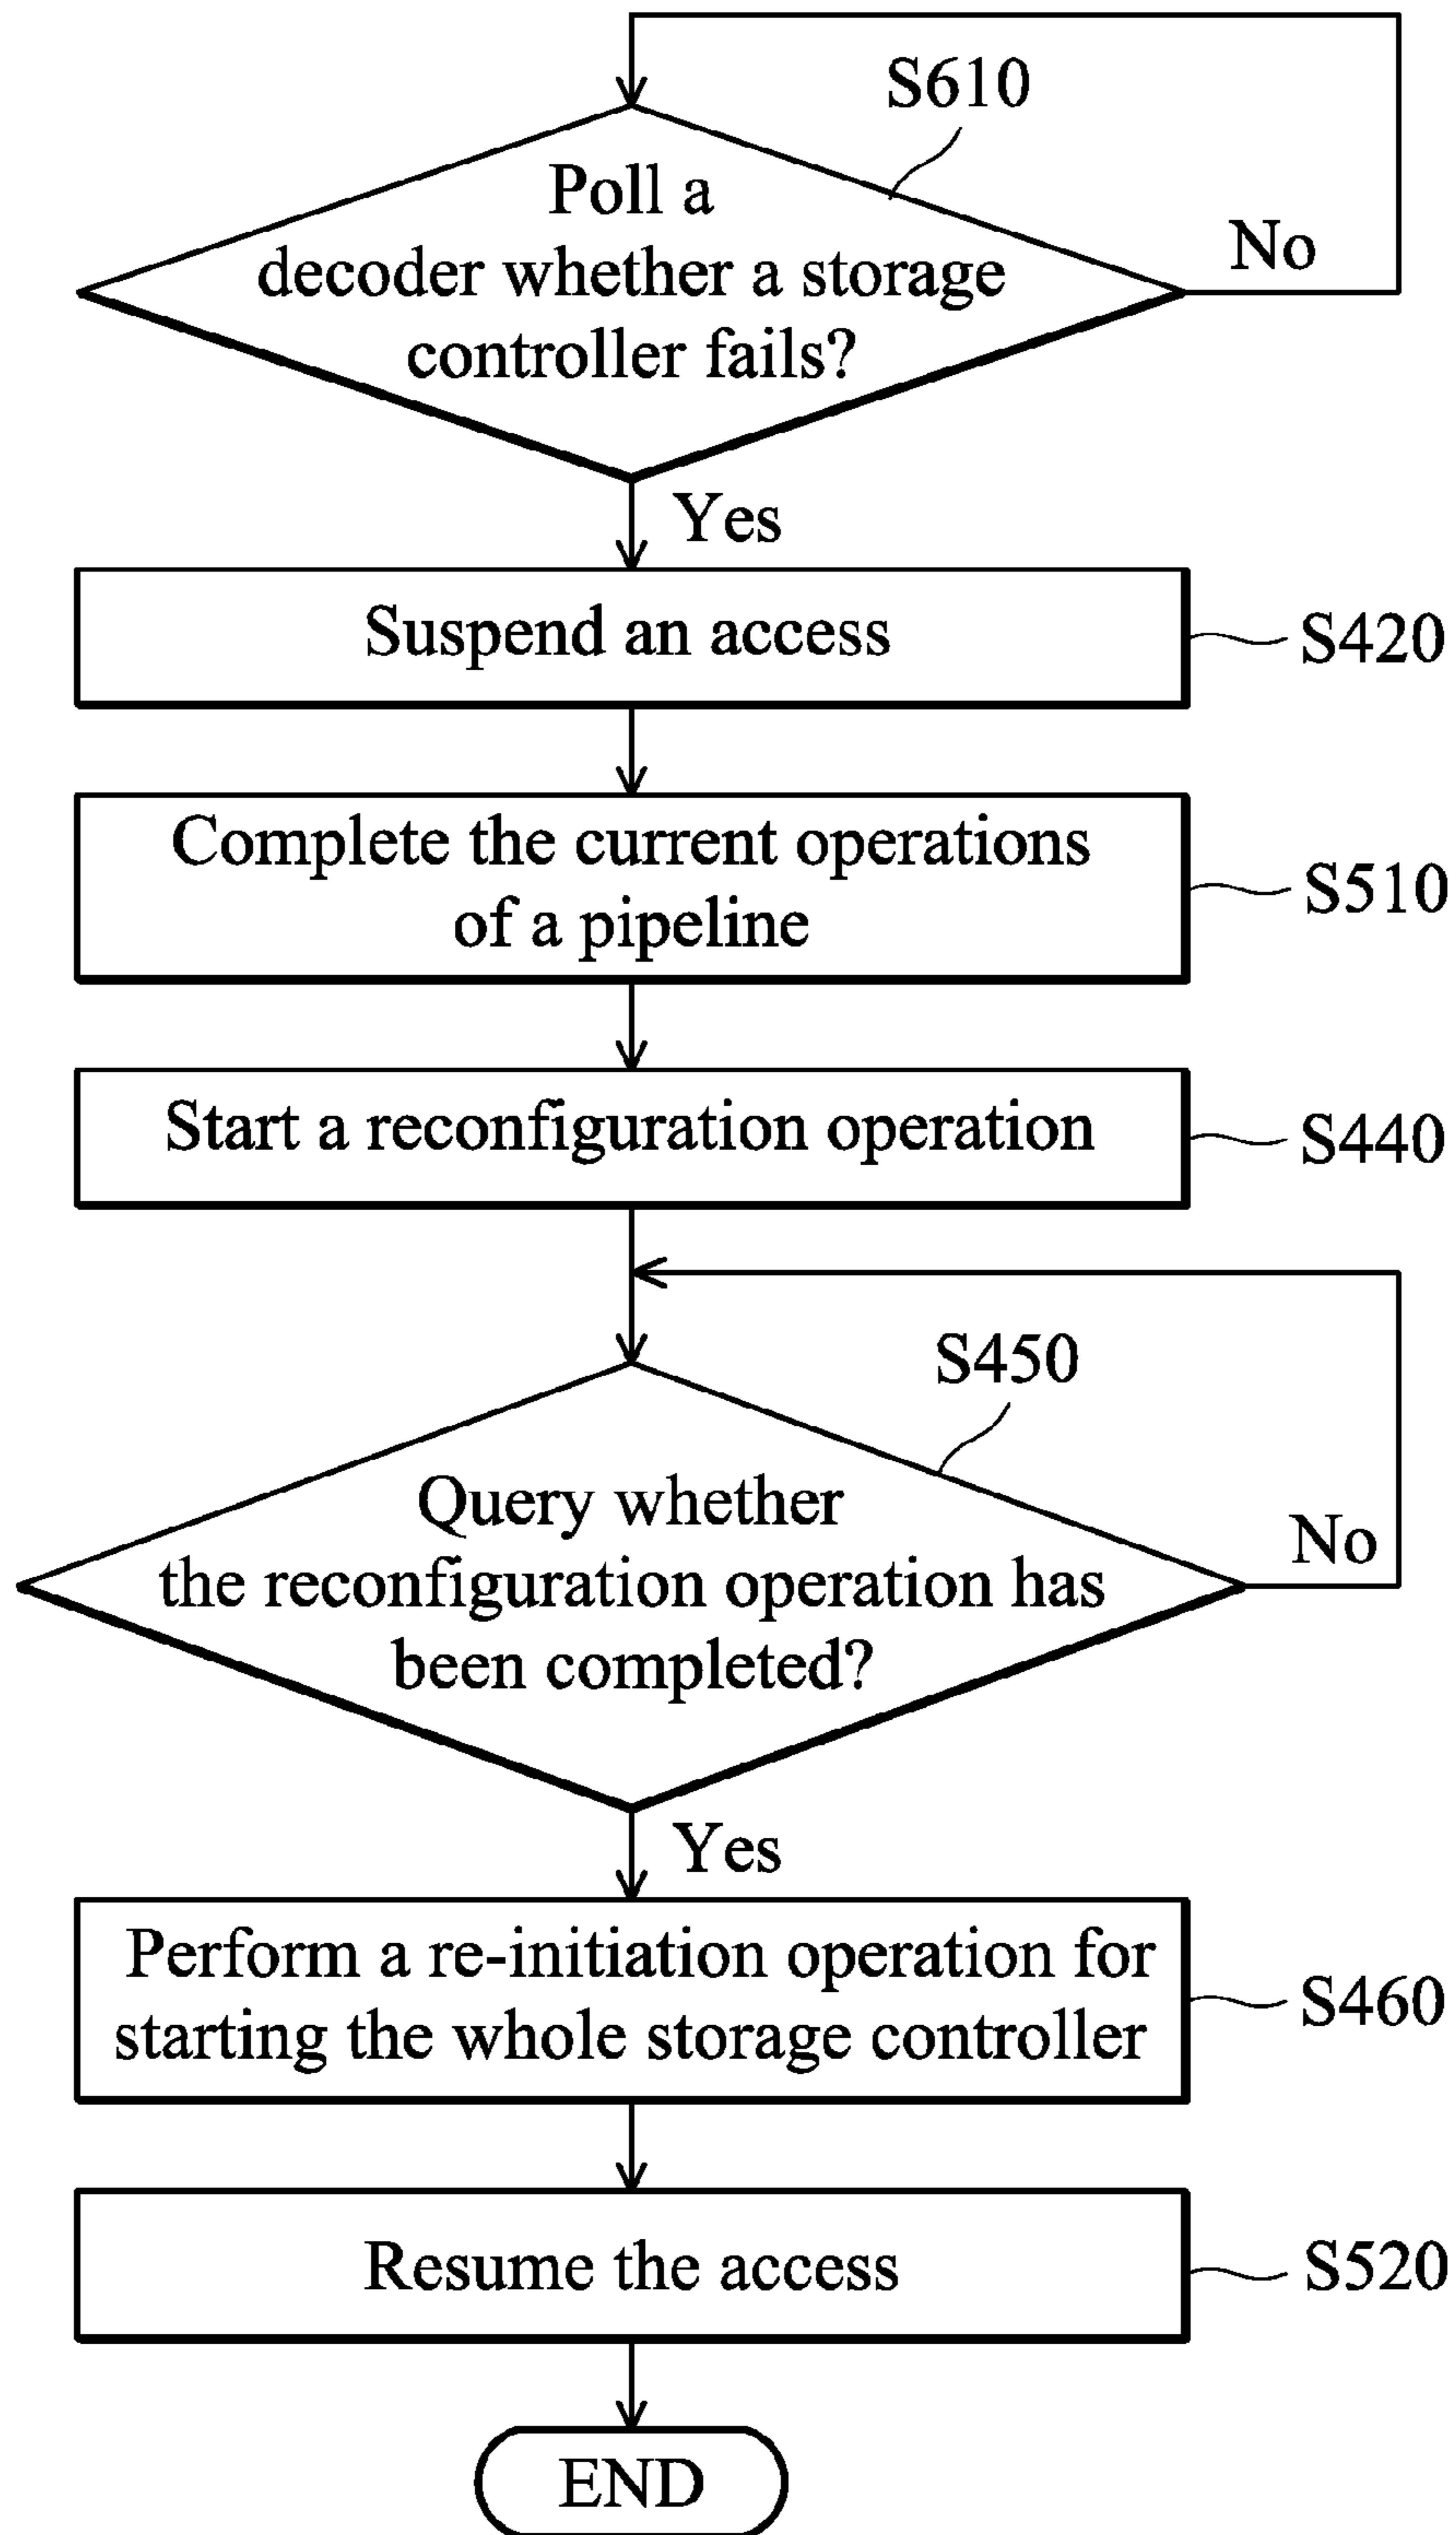 S610
Poll a
decoder whether a storage
controller fails?
No
Yes
Suspend an access
S420
Complete the current operations
of a pipeline
S510
Start a reconfiguration operation
S440
S450
Query whether
the reconfiguration operation has
been completed?
No
Yes
Perform a re-initiation operation for
starting the whole storage controller
S460
Resume the access
S520
END